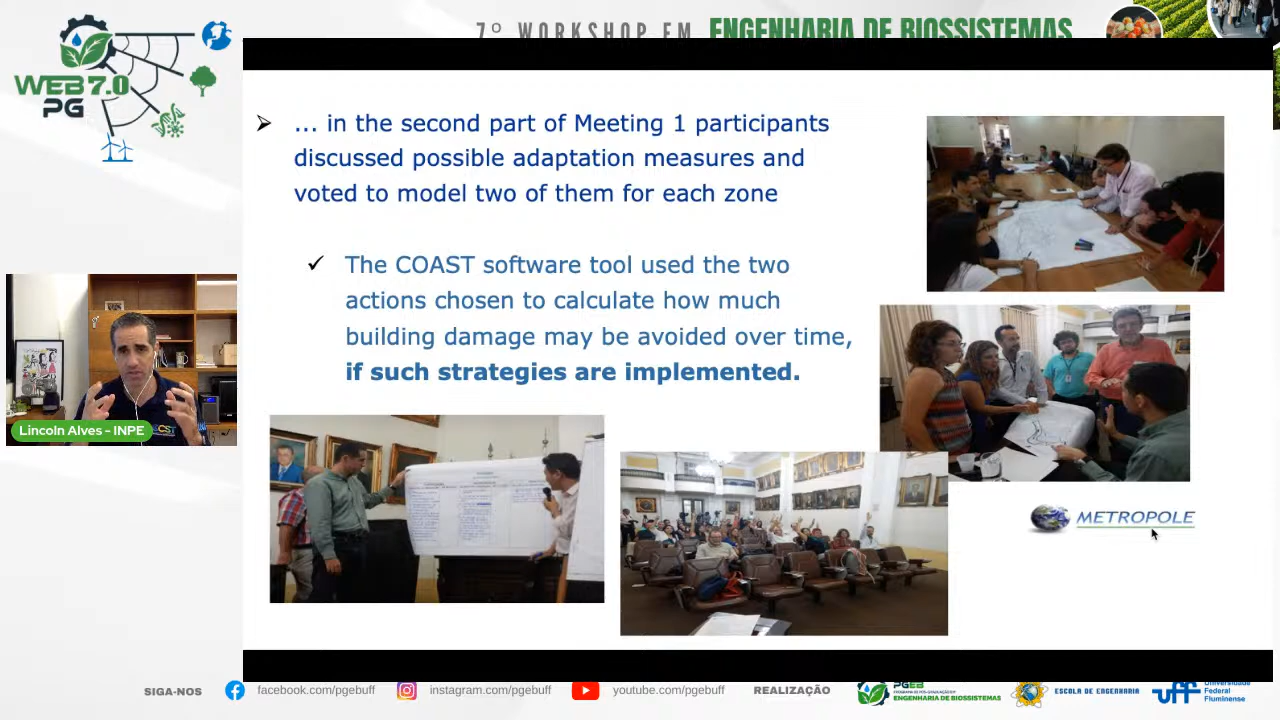 7º WORKSHOP EM ENGENHARIA DE BIOSSISTEMAS
WEB 7.0
PG
... in the second part of Meeting 1 participants
discussed possible adaptation measures and
voted to model two of them for each zone
The COAST software tool used the two
actions chosen to calculate how much
building damage may be avoided over time,
if such strategies are implemented.
Lincoln Alves - INPE
METROPOLE
SIGA-NOS
facebook.com/pgebuff
instagram.com/pgebuff
youtube.com/pgebuff
REALIZAÇÃO
PGEB
ENGENHARIA DE BIOSSISTEMAS
ESCOLA DE ENGENHARIA
uff
Universidade
Federal
Fluminense